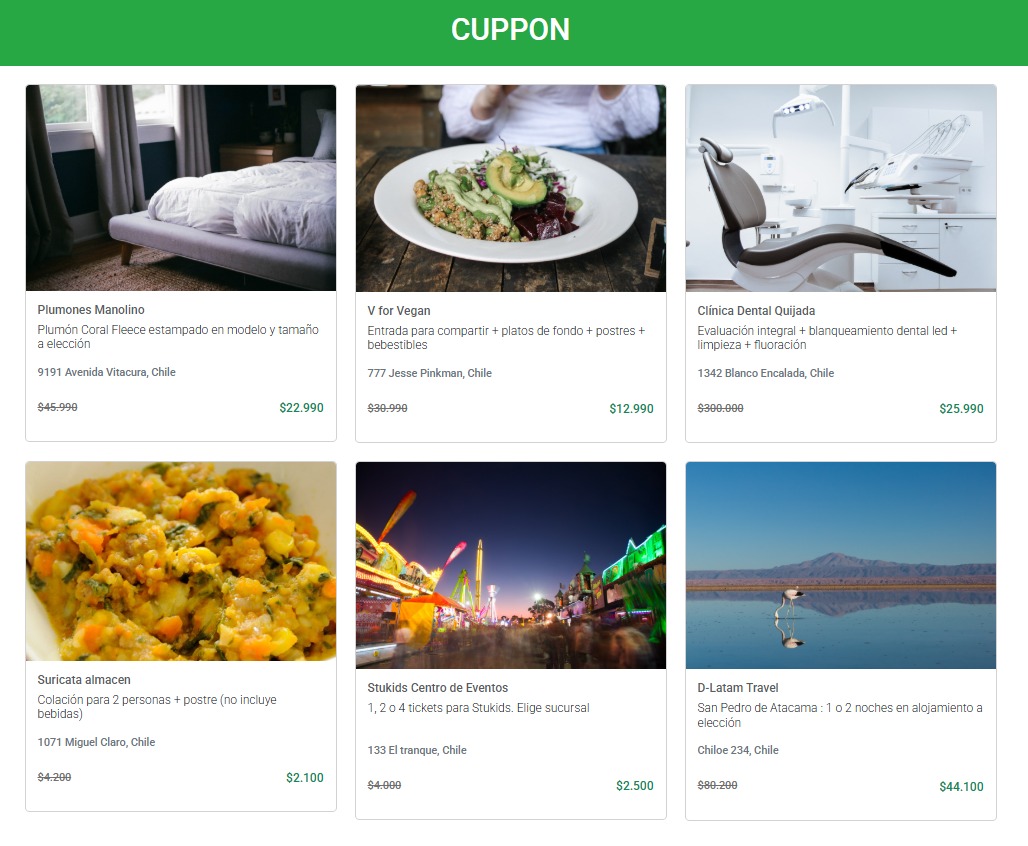 CUPPON
Plumones Manolino
Plumón Coral Fleece estampado en modelo y tamaño
a elección
9191 Avenida Vitacura, Chile
$45.990 $22.990
V for Vegan
Entrada para compartir + platos de fondo + postres +
bebestibles
777 Jesse Pinkman, Chile
$30.990 $12.990
Clínica Dental Quijada
Evaluación integral + blanqueamiento dental led +
limpieza + fluoración
1342 Blanco Encalada, Chile
$300.000 $25.990
Suricata almacen
Colación para 2 personas + postre (no incluye
bebidas)
1071 Miguel Claro, Chile
$4.200 $2.100
Stukids Centro de Eventos
1, 2 o 4 tickets para Stukids. Elige sucursal
133 El tranque, Chile
$4.000 $2.500
D-Latam Travel
San Pedro de Atacama : 1 o 2 noches en alojamiento a
elección
Chiloe 234, Chile
$80.200 $44.100